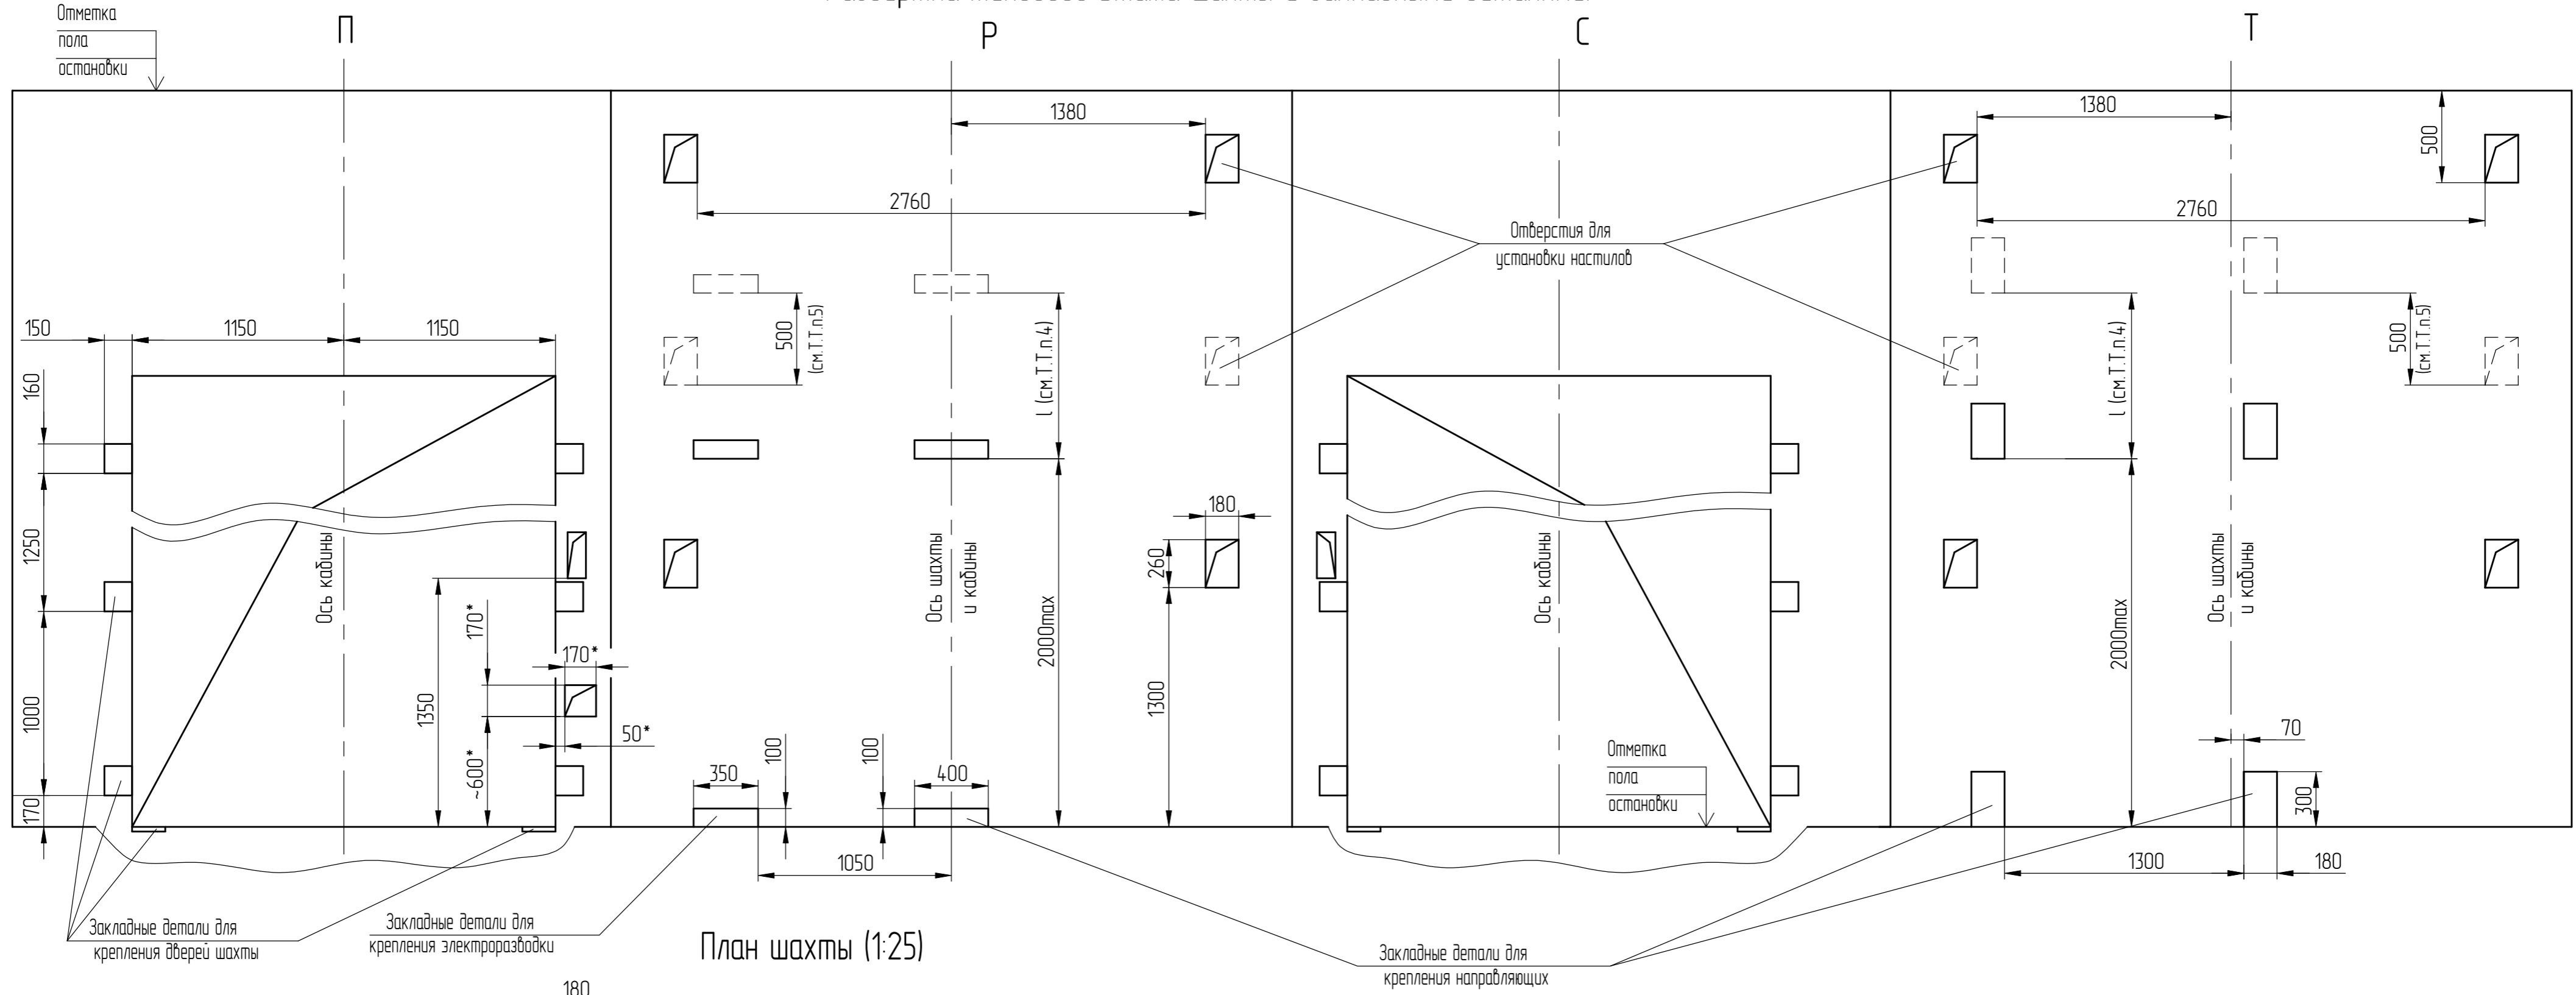 Отметка
пола
остановки
П
Р
С
Т
1380
1380
500
2760
2760
Отверстия для
установки настилов
150
1150
1150
500
(см.Т.Т.п.5)
l (см.Т.Т.п.4)
l (см.Т.Т.п.4)
500
(см.Т.Т.п.5)
160
1250
1000
170
Ось кабины
1350
170*
170*
~600*
50*
350
100
100
400
1050
Ось шахты
и кабины
2000max
180
260
1300
Ось кабины
Отметка
пола
остановки
2000max
Ось шахты
и кабины
70
300
1300
180
Закладные детали для
крепления дверей шахты
Закладные детали для
крепления электроразводки
План шахты (1:25)
Закладные детали для
крепления направляющих
180